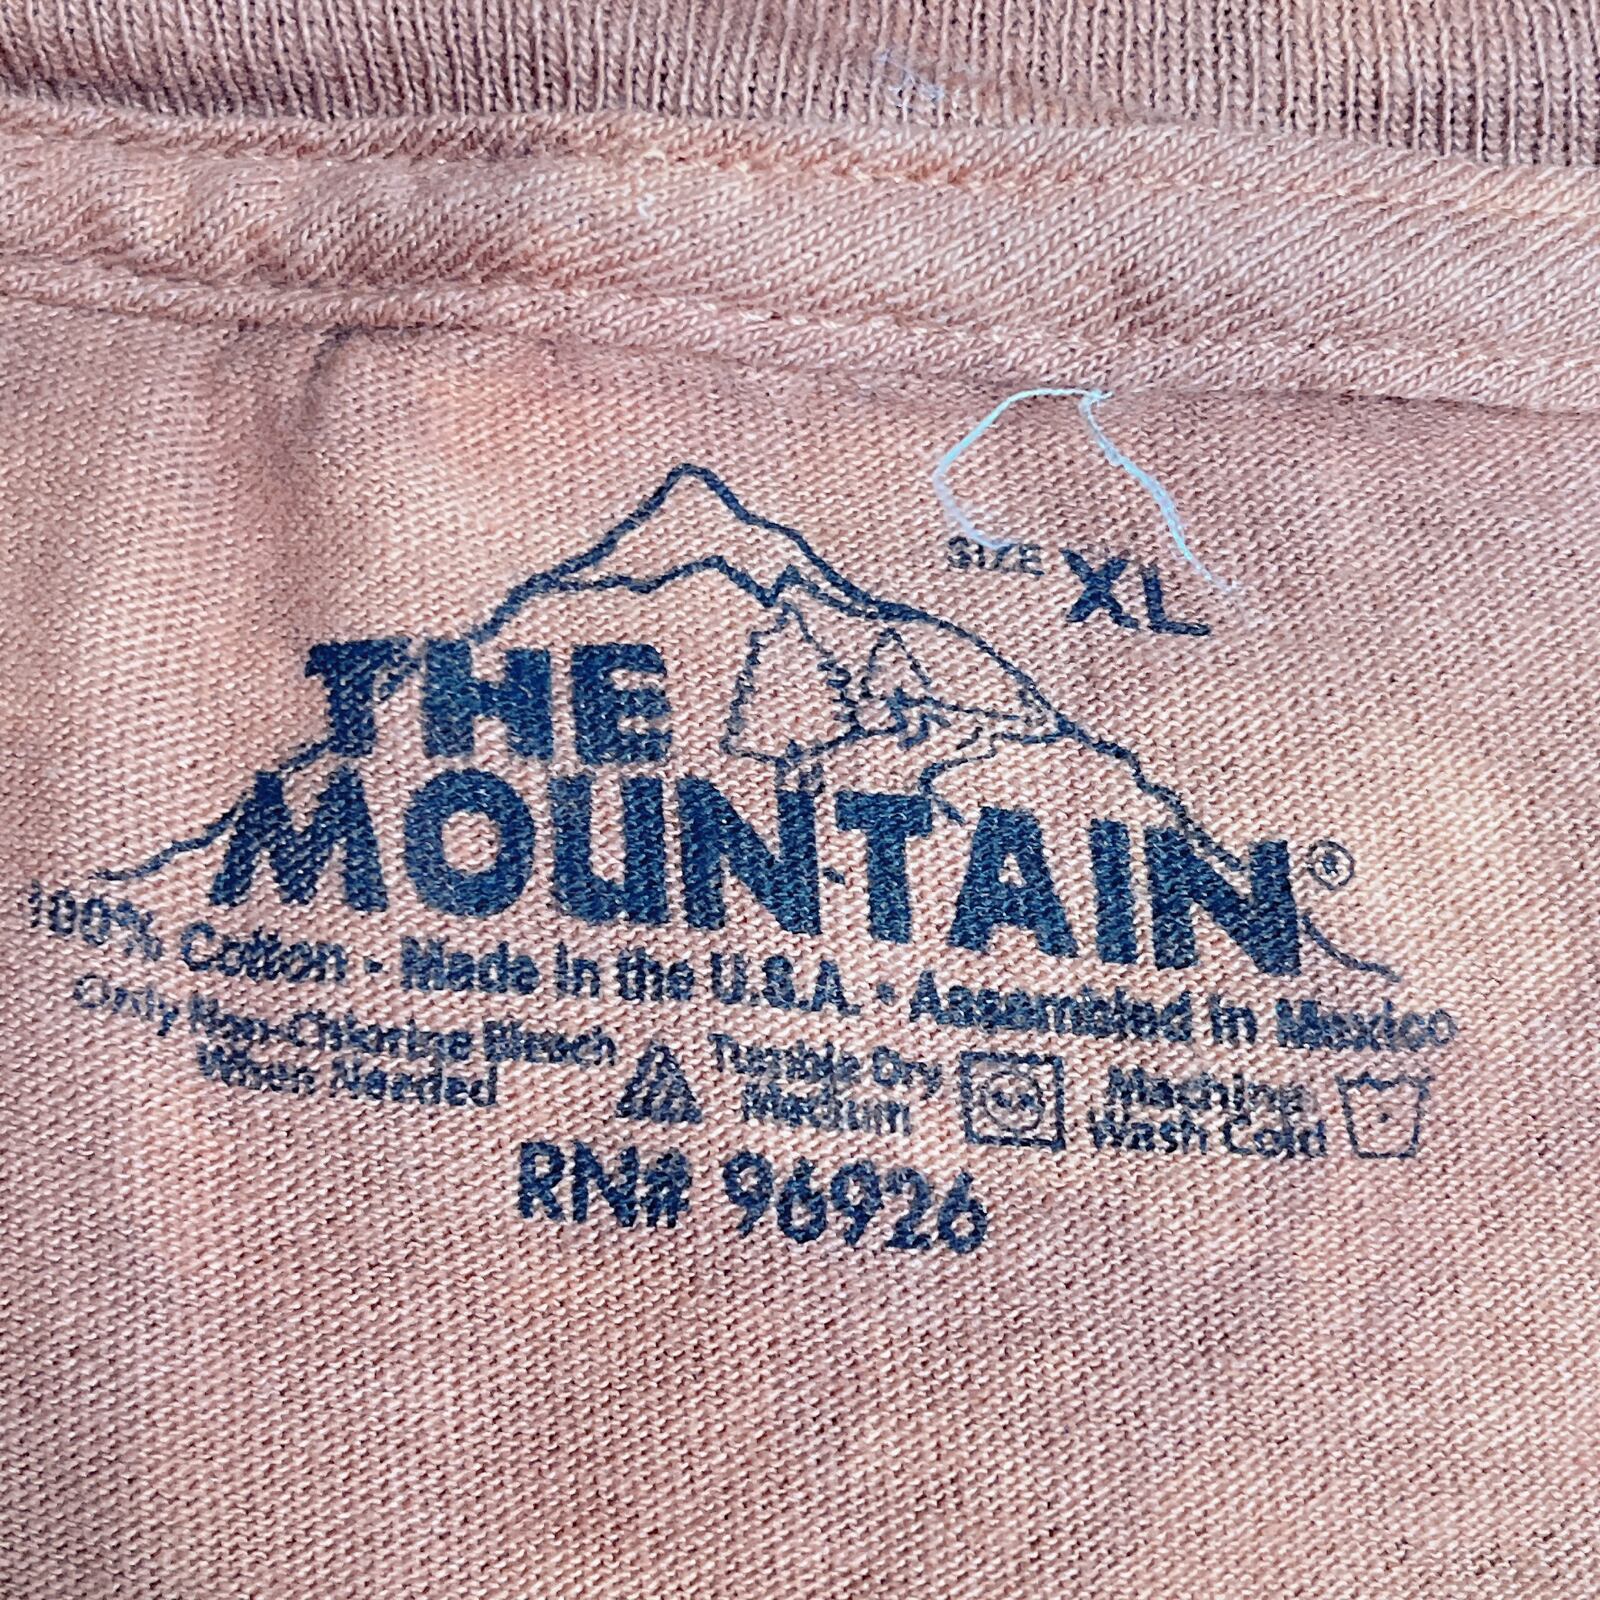 SIZE XL
THE
MOUNTAIN®
100% Cotton • Made in the U.S.A. • Assembled in Mexico
Only Non-Chlorine Bleach
When Needed
Tumble Dry
Medium
Machine
Wash Cold
RN# 96926